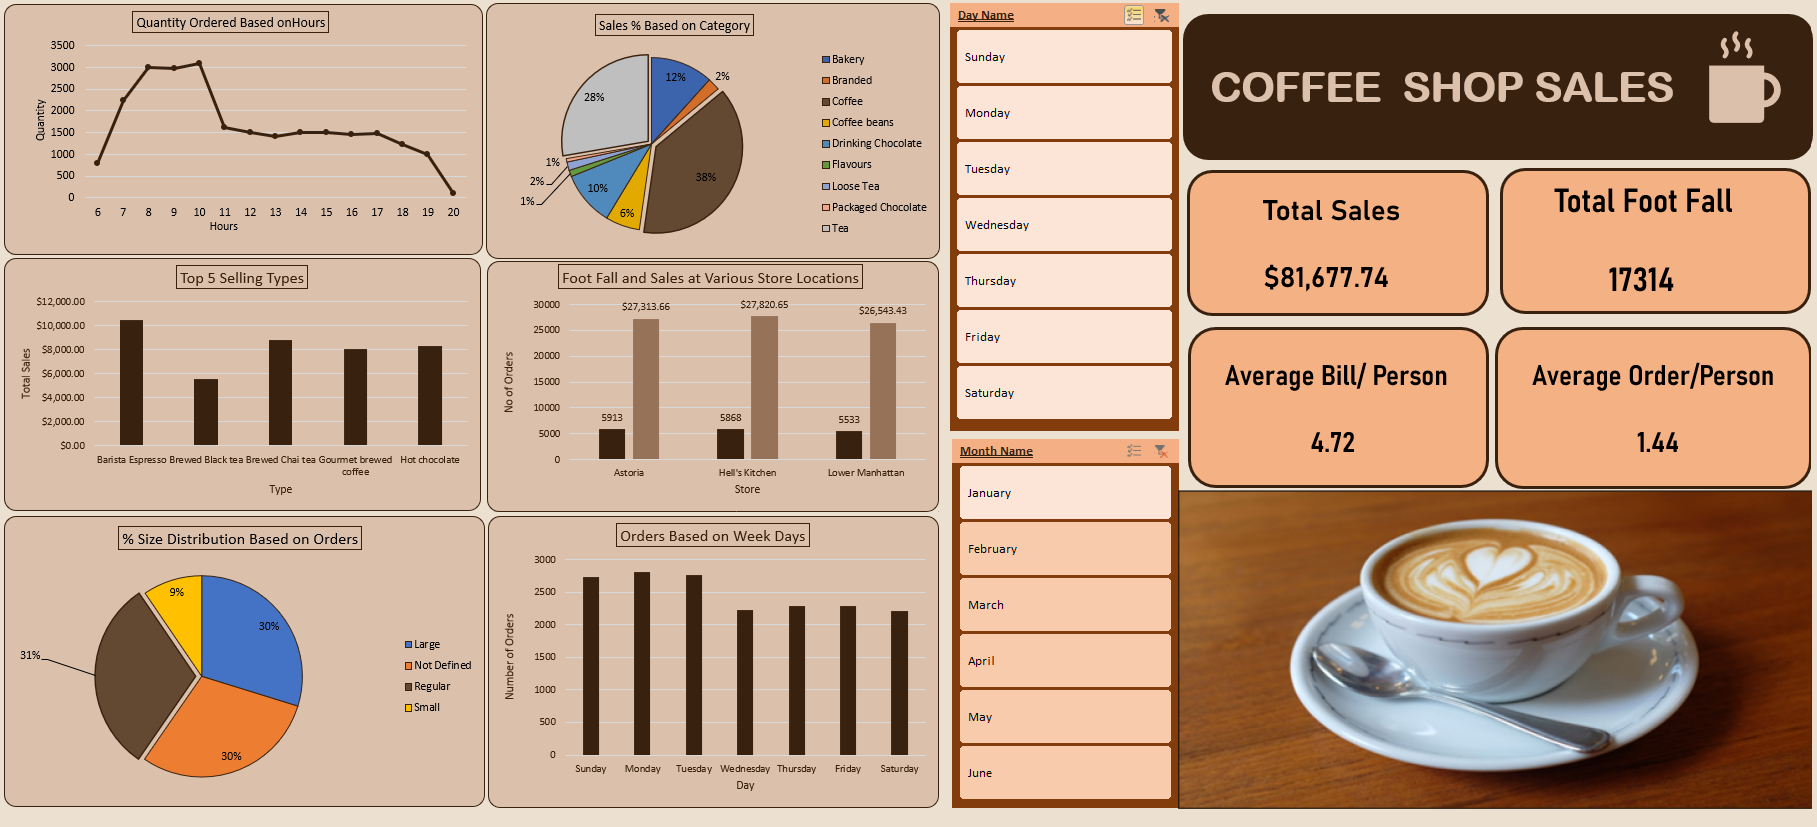 Quantity Ordered Based onHours
Quantity
3500
3000
2500
2000
1500
1000
500
0
6 7 8 9 10 11 12 13 14 15 16 17 18 19 20
Hours
Sales % Based on Category
12%
2%
38%
6%
10%
1%
2%
1%
28%
Bakery
Branded
Coffee
Coffee beans
Drinking Chocolate
Flavours
Loose Tea
Packaged Chocolate
Tea
Top 5 Selling Types
Total Sales
$12,000.00
$10,000.00
$8,000.00
$6,000.00
$4,000.00
$2,000.00
$0.00
Barista Espresso Brewed Black tea Brewed Chai tea Gourmet brewed coffee Hot chocolate
Type
Foot Fall and Sales at Various Store Locations
No of Orders
30000
25000
20000
15000
10000
5000
0
$27,313.66
$27,820.65
$26,543.43
5913
5868
5533
Astoria Hell's Kitchen Lower Manhattan
Store
% Size Distribution Based on Orders
9%
30%
31%
30%
Large
Not Defined
Regular
Small
Orders Based on Week Days
Number of Orders
3000
2500
2000
1500
1000
500
0
Sunday Monday Tuesday Wednesday Thursday Friday Saturday
Day
Day Name
Sunday
Monday
Tuesday
Wednesday
Thursday
Friday
Saturday
Month Name
January
February
March
April
May
June
COFFEE SHOP SALES
Total Sales
$81,677.74
Total Foot Fall
17314
Average Bill/ Person
4.72
Average Order/Person
1.44